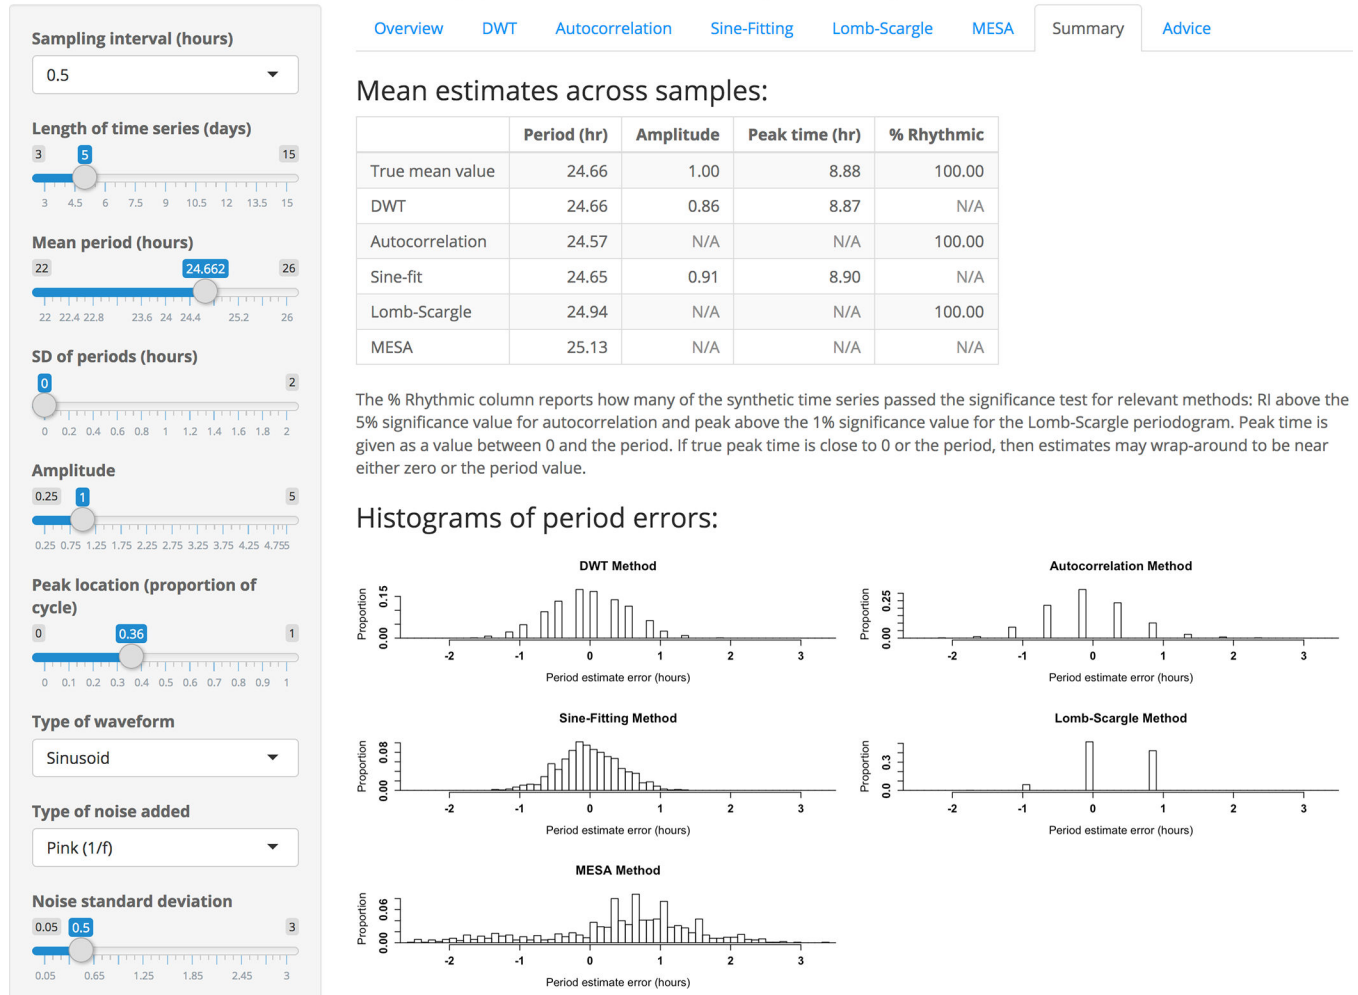 Sampling interval (hours)
0.5
Length of time series (days)
3 5 15
3 4.5 6 7.5 9 10.5 12 13.5 15
Mean period (hours)
22 24.662 26
22 22.4 22.8 23.6 24 24.4 25.2 26
SD of periods (hours)
0 2
0 0.2 0.4 0.6 0.8 1 1.2 1.4 1.6 1.8 2
Amplitude
0.25 1 5
0.25 0.75 1.25 1.75 2.25 2.75 3.25 3.75 4.25 4.755
Peak location (proportion of
cycle)
0 0.36 1
0 0.1 0.2 0.3 0.4 0.5 0.6 0.7 0.8 0.9 1
Type of waveform
Sinusoid
Type of noise added
Pink (1/f)
Noise standard deviation
0.05 0.5 3
0.05 0.65 1.25 1.85 2.45 3
Overview DWT Autocorrelation Sine-Fitting Lomb-Scargle MESA Summary Advice
Mean estimates across samples:
Period (hr) Amplitude Peak time (hr) % Rhythmic
True mean value 24.66 1.00 8.88 100.00
DWT 24.66 0.86 8.87 N/A
Autocorrelation 24.57 N/A N/A 100.00
Sine-fit 24.65 0.91 8.90 N/A
Lomb-Scargle 24.94 N/A N/A 100.00
MESA 25.13 N/A N/A N/A
The % Rhythmic column reports how many of the synthetic time series passed the significance test for relevant methods: RI above the
5% significance value for autocorrelation and peak above the 1% significance value for the Lomb-Scargle periodogram. Peak time is
given as a value between 0 and the period. If true peak time is close to 0 or the period, then estimates may wrap-around to be near
either zero or the period value.
Histograms of period errors:
DWT Method
Proportion
0.00 0.15
-2 -1 0 1 2 3
Period estimate error (hours)
Autocorrelation Method
Proportion
0.00 0.25
-2 -1 0 1 2 3
Period estimate error (hours)
Sine-Fitting Method
Proportion
0.00 0.08
-2 -1 0 1 2 3
Period estimate error (hours)
Lomb-Scargle Method
Proportion
0.0 0.3
-2 -1 0 1 2 3
Period estimate error (hours)
MESA Method
Proportion
0.00 0.06
-2 -1 0 1 2 3
Period estimate error (hours)